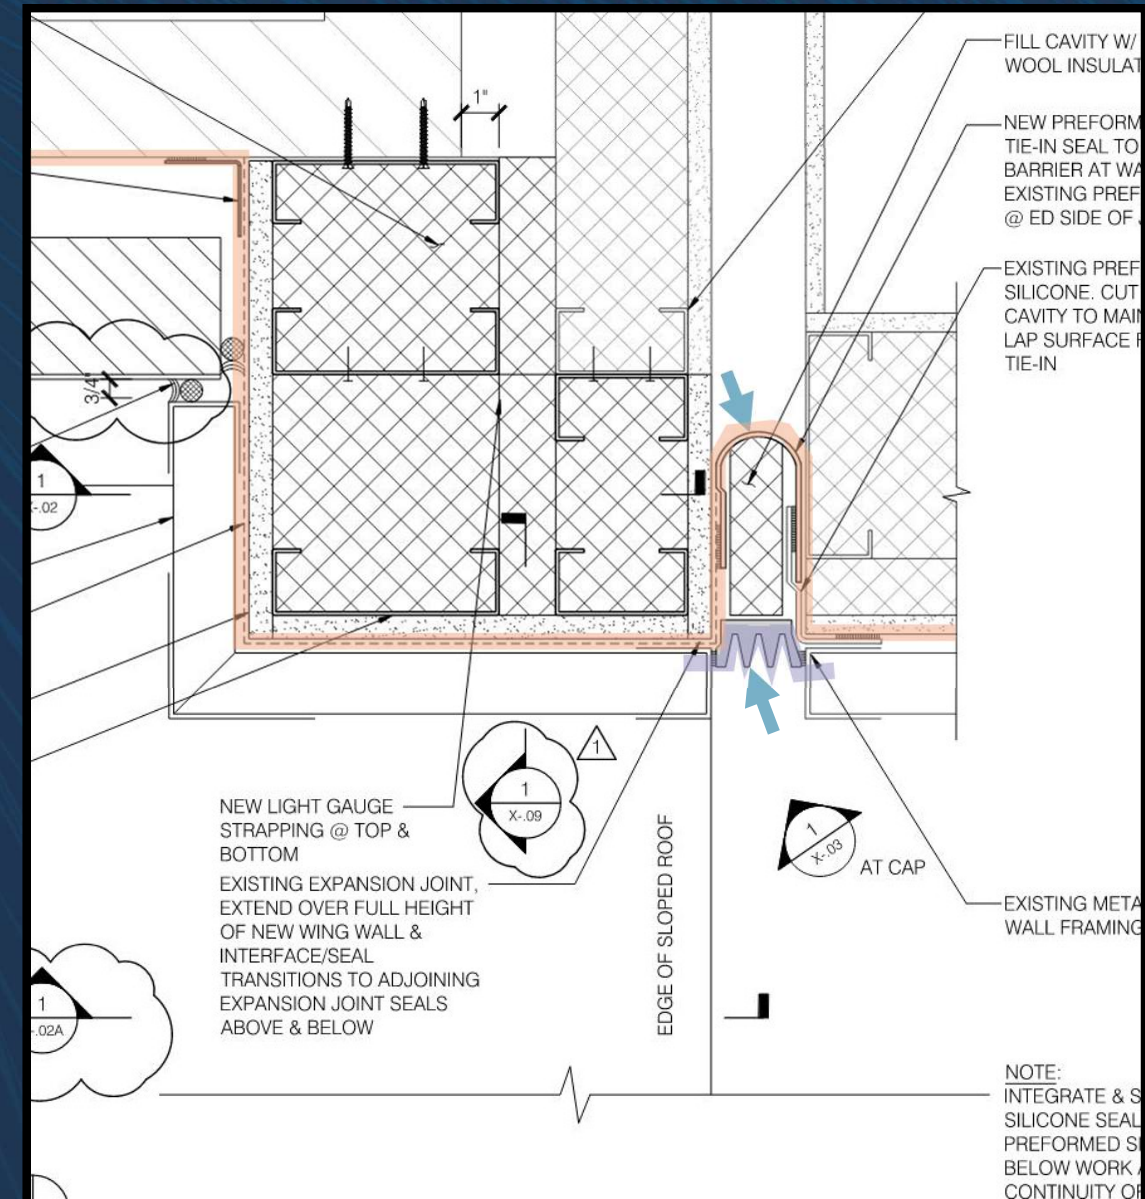 FILL CAVITY W/
WOOL INSULAT
1"
NEW PREFORM
TIE-IN SEAL TO
BARRIER AT WA
EXISTING PREF
@ ED SIDE OF
EXISTING PREF
SILICONE. CUT
CAVITY TO MAIN
LAP SURFACE
TIE-IN
3/4"
1
X-.02
NEW LIGHT GAUGE
STRAPPING @ TOP &
BOTTOM
1
X-.09
1
EXISTING EXPANSION JOINT,
EXTEND OVER FULL HEIGHT
OF NEW WING WALL &
INTERFACE/SEAL
TRANSITIONS TO ADJOINING
EXPANSION JOINT SEALS
ABOVE & BELOW
EDGE OF SLOPED ROOF
1
X-.03
AT CAP
EXISTING META
WALL FRAMING
1
-.02A
NOTE:
INTEGRATE & S
SILICONE SEAL
PREFORMED SI
BELOW WORK
CONTINUITY OF